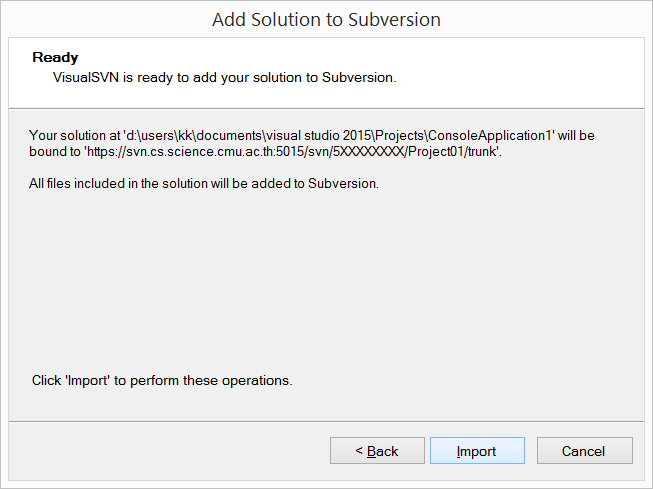 Add Solution to Subversion
Ready
VisualSVN is ready to add your solution to Subversion.
Your solution at 'd:\users\kk\documents\visual studio 2015\Projects\ConsoleApplication1' will be
bound to 'https://svn.cs.science.cmu.ac.th:5015/svn/5XXXXXXXX/Project01/trunk'.
All files included in the solution will be added to Subversion.
Click 'Import' to perform these operations.
< Back
Import
Cancel